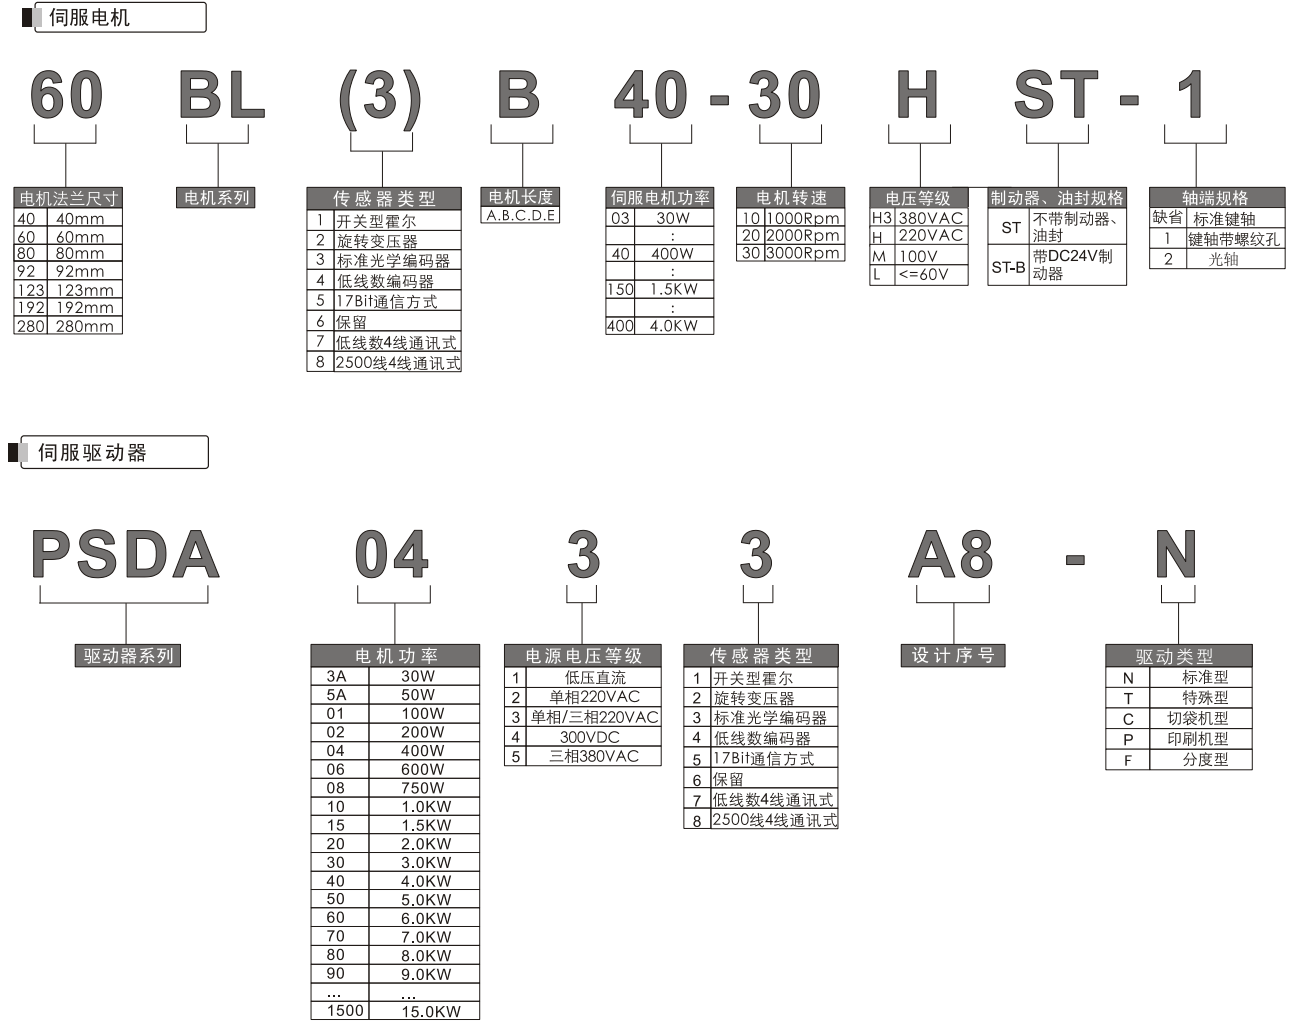 伺服电机
60 BL (3) B 40 - 30 H ST - 1
电机法兰尺寸
40 40mm
60 60mm
80 80mm
92 92mm
123 123mm
192 192mm
280 280mm
电机系列
传感器类型
1 开关型霍尔
2 旋转变压器
3 标准光学编码器
4 低线数编码器
5 17Bit通信方式
6 保留
7 低线数4线通讯式
8 2500线4线通讯式
电机长度
A.B.C.D.E
伺服电机功率
03 30W
:
40 400W
:
150 1.5KW
:
400 4.0KW
电机转速
10 1000Rpm
20 2000Rpm
30 3000Rpm
电压等级
H3 380VAC
H 220VAC
M 100V
L <=60V
制动器、油封规格
ST 不带制动器、
油封
ST-B 带DC24V制
动器
轴端规格
缺省 标准键轴
1 键轴带螺纹孔
2 光轴
伺服驱动器
PSDA 04 3 3 A8 - N
驱动器系列
电机功率
3A 30W
5A 50W
01 100W
02 200W
04 400W
06 600W
08 750W
10 1.0KW
15 1.5KW
20 2.0KW
30 3.0KW
40 4.0KW
50 5.0KW
60 6.0KW
70 7.0KW
80 8.0KW
90 9.0KW
... ...
1500 15.0KW
电源电压等级
1 低压直流
2 单相220VAC
3 单相/三相220VAC
4 300VDC
5 三相380VAC
传感器类型
1 开关型霍尔
2 旋转变压器
3 标准光学编码器
4 低线数编码器
5 17Bit通信方式
6 保留
7 低线数4线通讯式
8 2500线4线通讯式
设计序号
驱动类型
N 标准型
T 特殊型
C 切袋机型
P 印刷机型
F 分度型